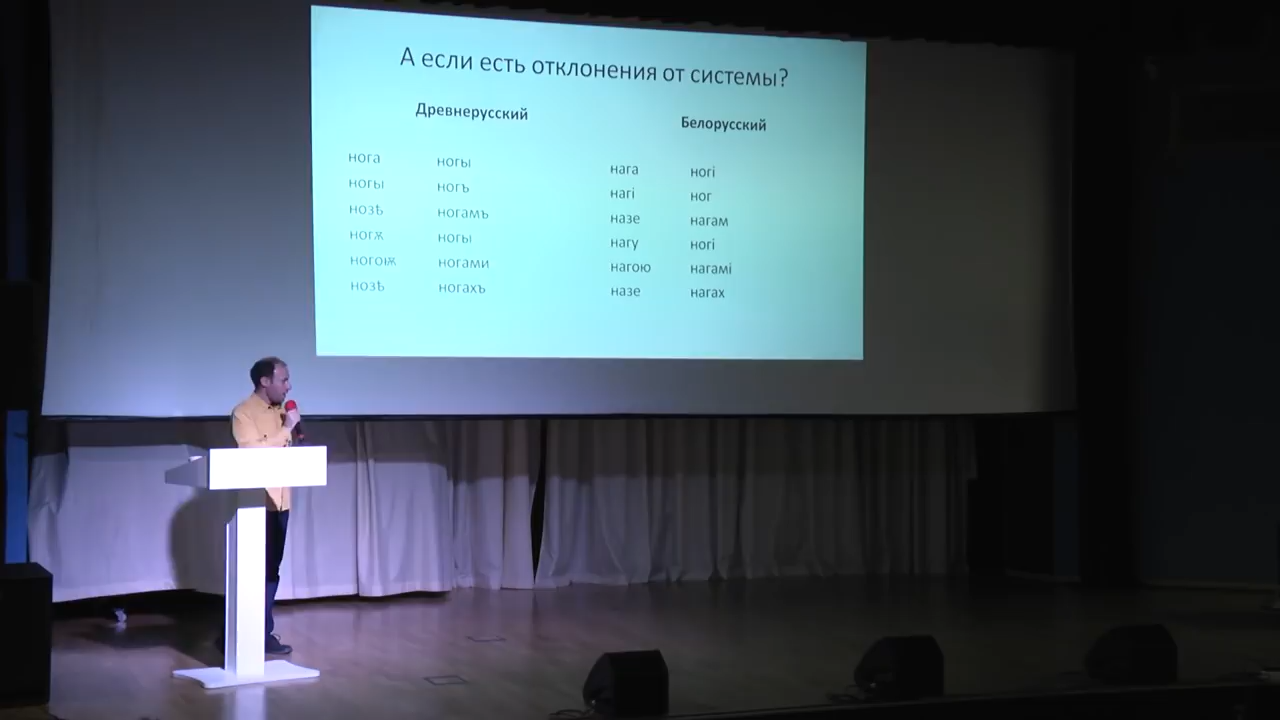 А если есть отклонения от системы?
Древнерусский Белорусский
нога ногы нага ногі
ногы ногъ нагі ног
нозѣ ногамъ назе нагам
ногѫ ногы нагу ногі
ногоѭ ногами нагою нагамі
нозѣ ногахъ назе нагах